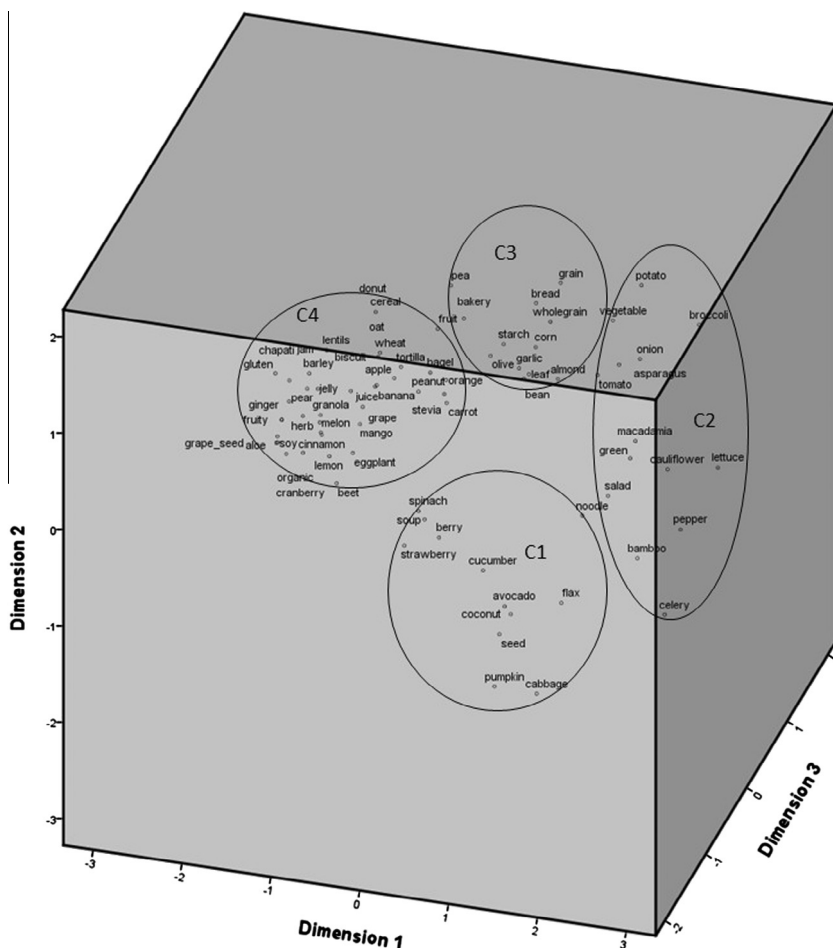 pea
C3
grain
potato
donut
cereal
bakery
bread
wholegrain
vegetable
broccoli
C4
oat
fruit
starch
corn
onion
lentils
wheat
chapati
jam
biscuit
tortilla
bagel
olive
garlic
leaf
almond
asparagus
gluten
barley
apple
peanut
orange
bean
tomato
jelly
pear
juice
banana
ginger
granola
stevia
carrot
fruity
herb
melon
grape
mango
C2
macadamia
grape_seed
aloe
soy
cinnamon
green
cauliflower
lettuce
lemon
eggplant
organic
cranberry
beet
salad
spinach
noodle
soup
berry
pepper
strawberry
C1
bamboo
cucumber
avocado
flax
coconut
celery
seed
pumpkin
cabbage
2
1
0
-1
-2
-3
Dimension 2
-3
-2
-1
0
1
2
3
Dimension 1
-2
-1
0
1
Dimension 3